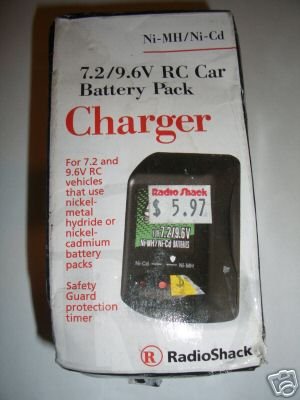 Ni-MH/Ni-Cd
7.2/9.6V RC Car
Battery Pack
Charger
For 7.2 and
9.6V RC
vehicles
that use
nickel-
metal
hydride or
nickel-
cadmium
battery
packs
Safety
Guard
protection
timer
Radio Shack
$ 5.97
7.2/9.6V
Ni-MH/Ni-Cd BATTERIES
Ni-Cd
Ni-MH
R RadioShack